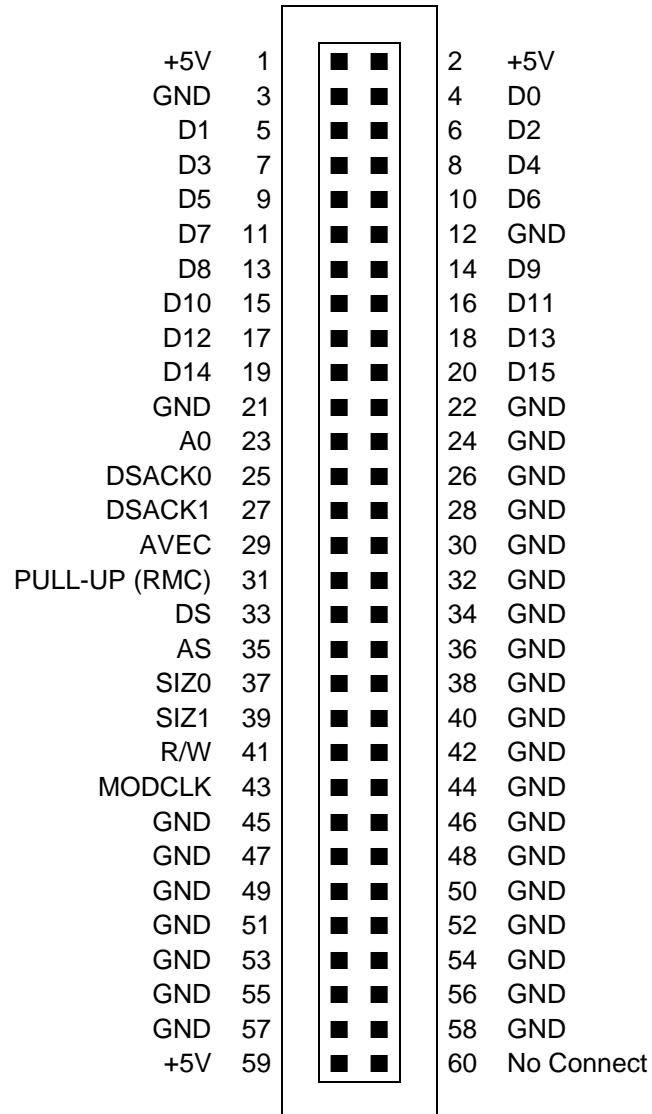 +5V 1 2 +5V
GND 3 4 D0
D1 5 6 D2
D3 7 8 D4
D5 9 10 D6
D7 11 12 GND
D8 13 14 D9
D10 15 16 D11
D12 17 18 D13
D14 19 20 D15
GND 21 22 GND
A0 23 24 GND
DSACK0 25 26 GND
DSACK1 27 28 GND
AVEC 29 30 GND
PULL-UP (RMC) 31 32 GND
DS 33 34 GND
AS 35 36 GND
SIZ0 37 38 GND
SIZ1 39 40 GND
R/W 41 42 GND
MODCLK 43 44 GND
GND 45 46 GND
GND 47 48 GND
GND 49 50 GND
GND 51 52 GND
GND 53 54 GND
GND 55 56 GND
GND 57 58 GND
+5V 59 60 No Connect